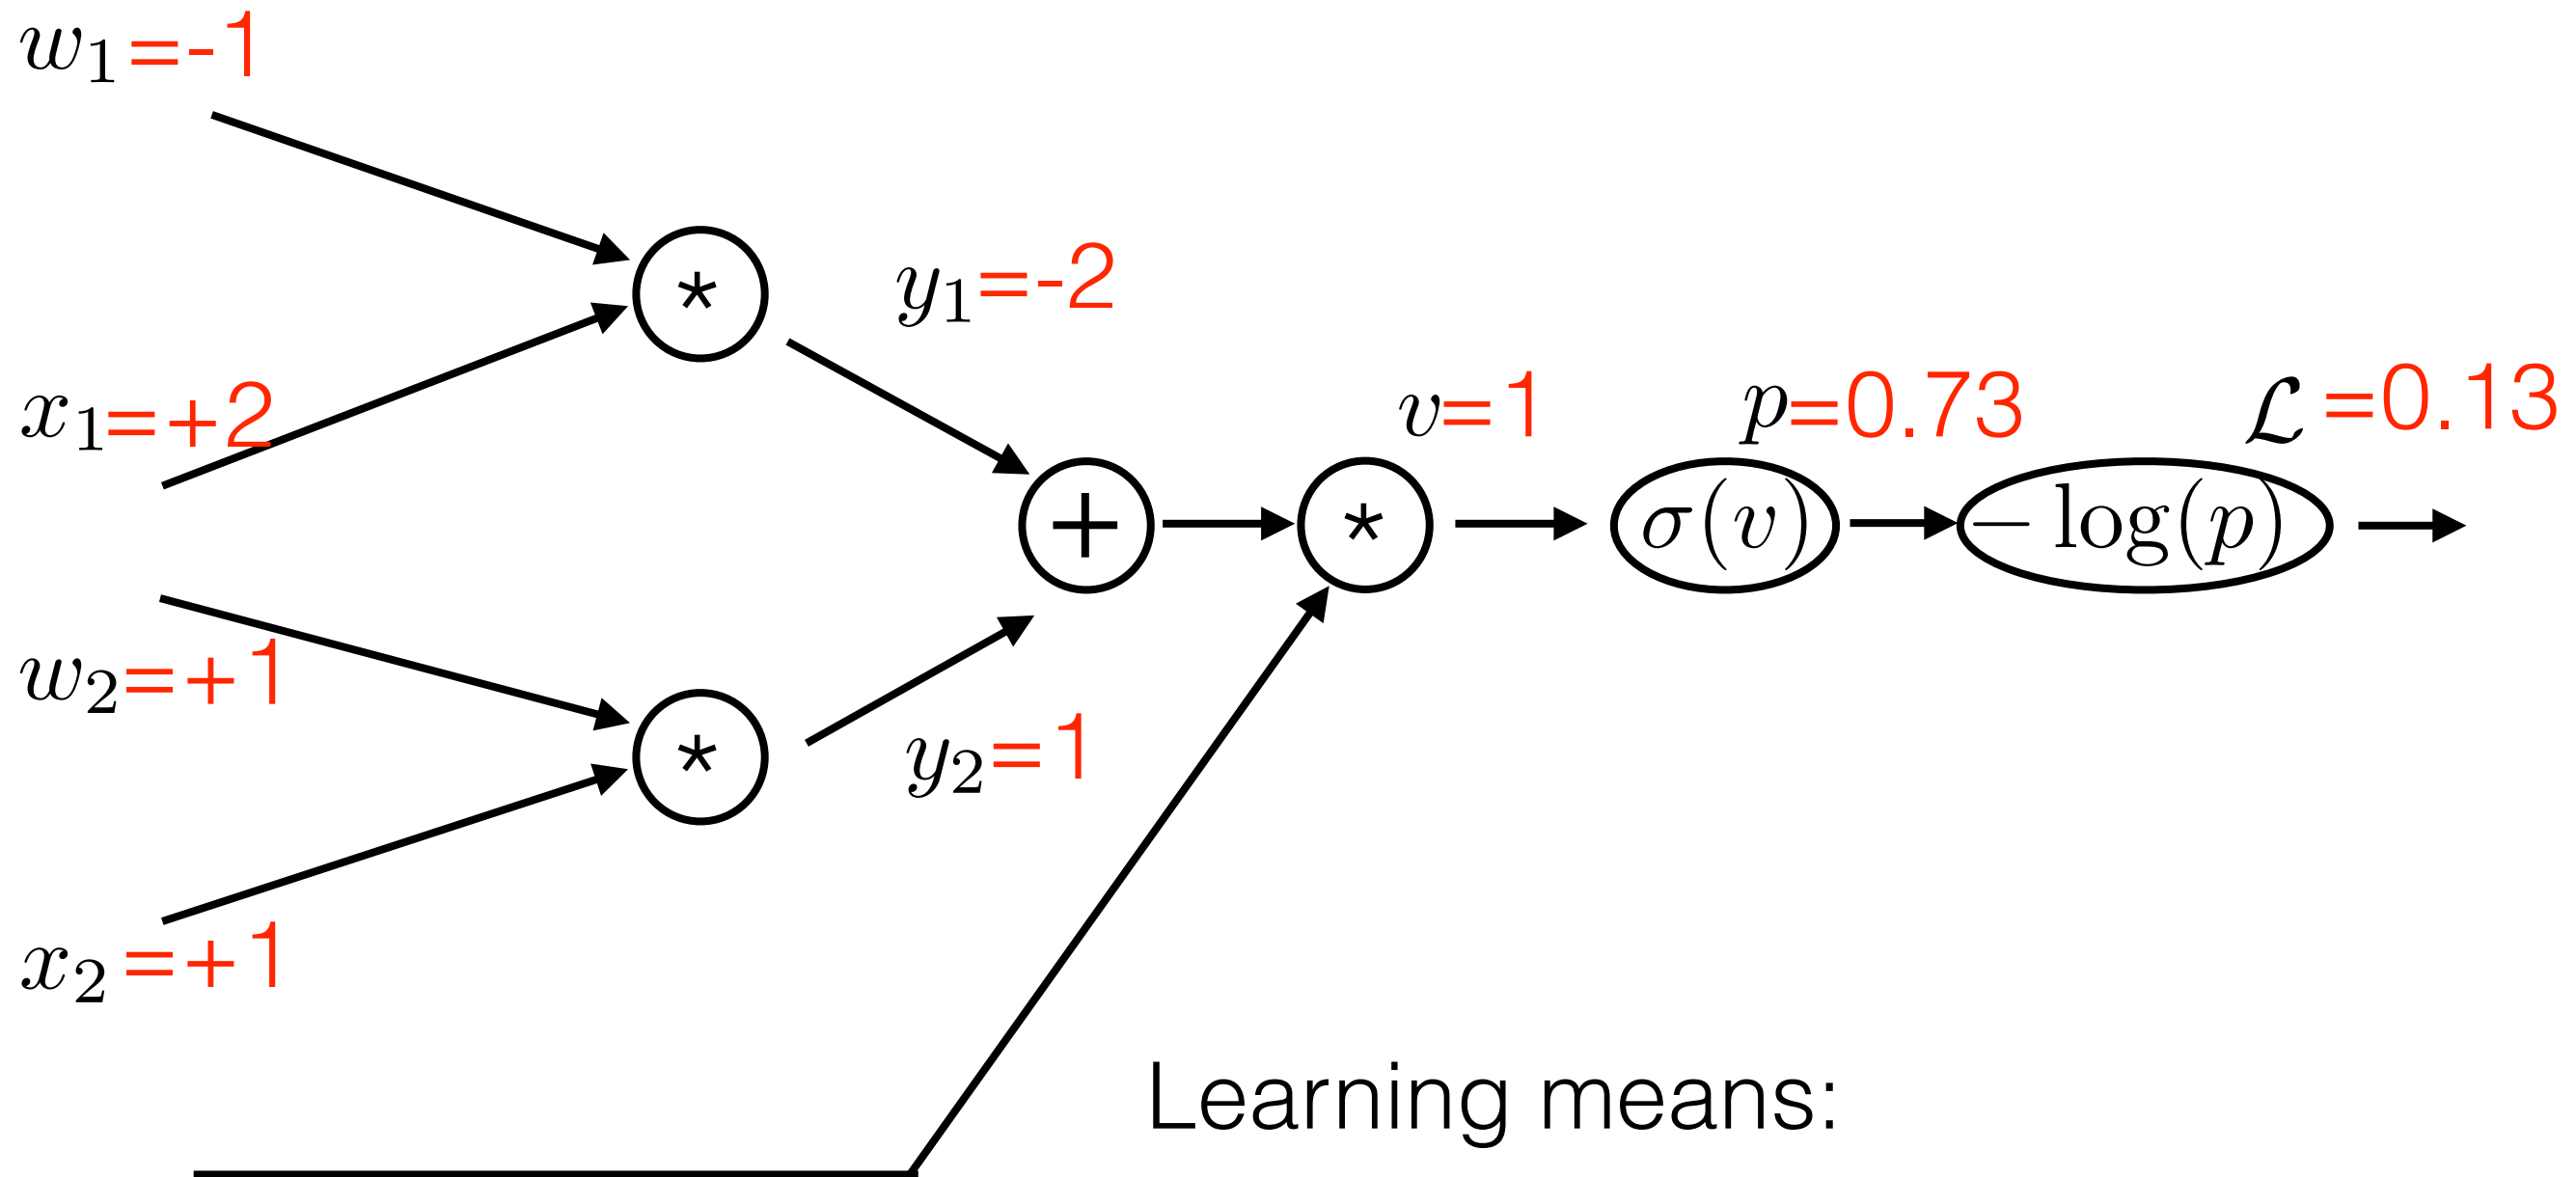 w₁=-1
*
y₁=-2
x₁=+2
v=1
p=0.73
ℒ=0.13
+
*
σ(v)
− log(p)
w₂=+1
*
y₂=1
x₂=+1
Learning means: